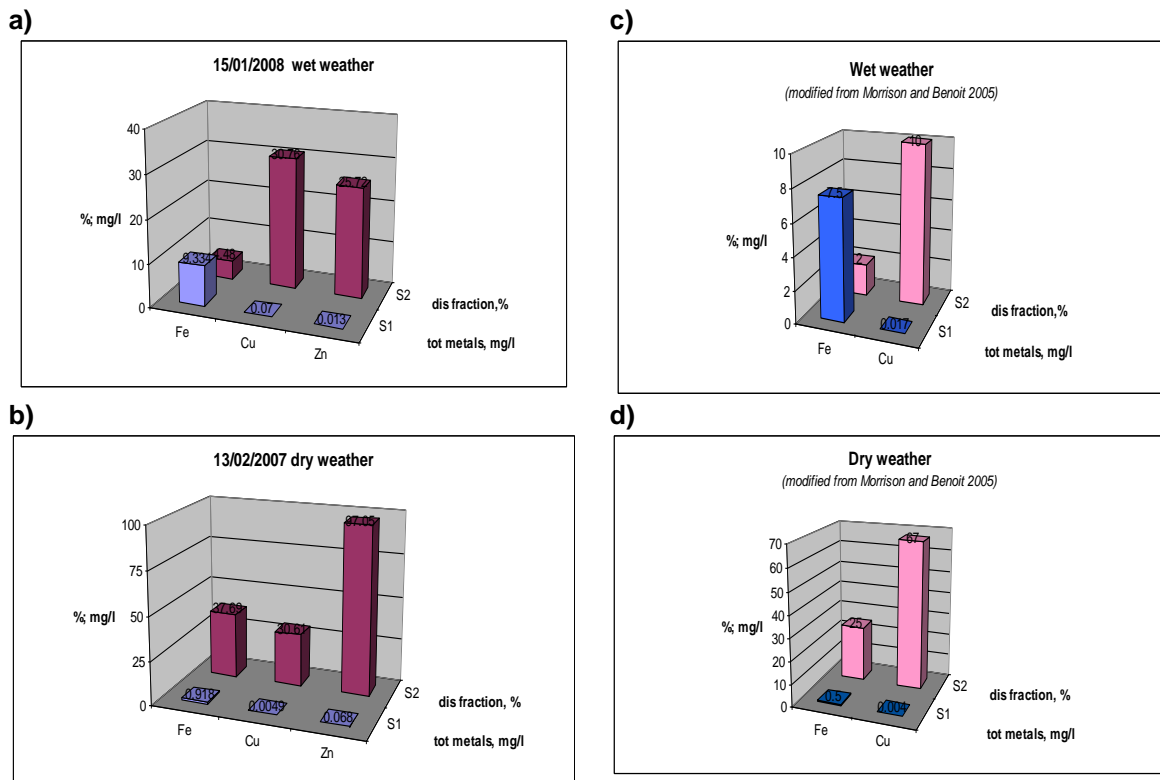 a)
15/01/2008 wet weather
40
30
20
10
0
%; mg/l
9.334
30.78
25.72
0.07
0.013
Fe
Cu
Zn
S1
S2
dis fraction,%
tot metals, mg/l
c)
Wet weather
(modified from Morrison and Benoit 2005)
10
8
6
4
2
0
%; mg/l
7.5
2
10
0.017
Fe
Cu
S1
S2
dis fraction,%
tot metals, mg/l
b)
13/02/2007 dry weather
100
75
50
25
0
%; mg/l
37.69
30.61
97.05
0.918
0.0049
0.068
Fe
Cu
Zn
S1
S2
dis fraction, %
tot metals, mg/l
d)
Dry weather
(modified from Morrison and Benoit 2005)
70
60
50
40
30
20
10
0
%; mg/l
25
67
0.5
0.004
Fe
Cu
S1
S2
dis fraction, %
tot metals, mg/l